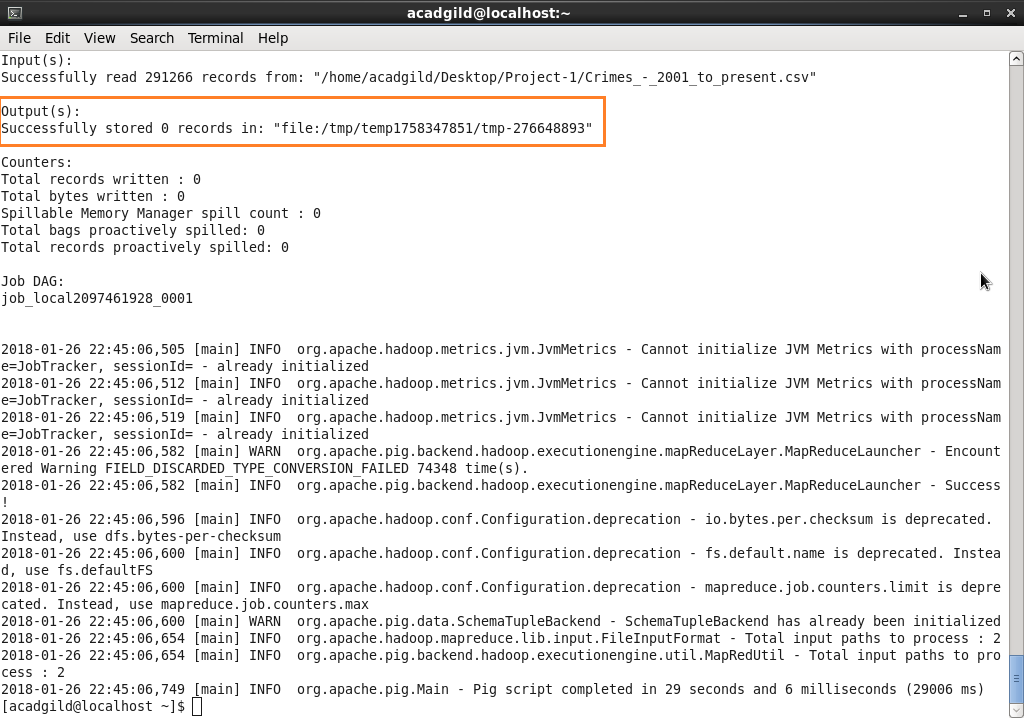 acadgild@localhost:~
File Edit View Search Terminal Help
Input(s):
Successfully read 291266 records from: "/home/acadgild/Desktop/Project-1/Crimes_-_2001_to_present.csv"
Output(s):
Successfully stored 0 records in: "file:/tmp/temp1758347851/tmp-276648893"
Counters:
Total records written : 0
Total bytes written : 0
Spillable Memory Manager spill count : 0
Total bags proactively spilled: 0
Total records proactively spilled: 0
Job DAG:
job_local2097461928_0001
2018-01-26 22:45:06,505 [main] INFO  org.apache.hadoop.metrics.jvm.JvmMetrics - Cannot initialize JVM Metrics with processNam
e=JobTracker, sessionId= - already initialized
2018-01-26 22:45:06,512 [main] INFO  org.apache.hadoop.metrics.jvm.JvmMetrics - Cannot initialize JVM Metrics with processNam
e=JobTracker, sessionId= - already initialized
2018-01-26 22:45:06,519 [main] INFO  org.apache.hadoop.metrics.jvm.JvmMetrics - Cannot initialize JVM Metrics with processNam
e=JobTracker, sessionId= - already initialized
2018-01-26 22:45:06,582 [main] WARN  org.apache.pig.backend.hadoop.executionengine.mapReduceLayer.MapReduceLauncher - Encount
ered Warning FIELD_DISCARDED_TYPE_CONVERSION_FAILED 74348 time(s).
2018-01-26 22:45:06,582 [main] INFO  org.apache.pig.backend.hadoop.executionengine.mapReduceLayer.MapReduceLauncher - Success
!
2018-01-26 22:45:06,596 [main] INFO  org.apache.hadoop.conf.Configuration.deprecation - io.bytes.per.checksum is deprecated.
Instead, use dfs.bytes-per-checksum
2018-01-26 22:45:06,600 [main] INFO  org.apache.hadoop.conf.Configuration.deprecation - fs.default.name is deprecated. Instea
d, use fs.defaultFS
2018-01-26 22:45:06,600 [main] INFO  org.apache.hadoop.conf.Configuration.deprecation - mapreduce.job.counters.limit is depre
cated. Instead, use mapreduce.job.counters.max
2018-01-26 22:45:06,600 [main] WARN  org.apache.pig.data.SchemaTupleBackend - SchemaTupleBackend has already been initialized
2018-01-26 22:45:06,654 [main] INFO  org.apache.hadoop.mapreduce.lib.input.FileInputFormat - Total input paths to process : 2
2018-01-26 22:45:06,654 [main] INFO  org.apache.pig.backend.hadoop.executionengine.util.MapRedUtil - Total input paths to pro
cess : 2
2018-01-26 22:45:06,749 [main] INFO  org.apache.pig.Main - Pig script completed in 29 seconds and 6 milliseconds (29006 ms)
[acadgild@localhost ~]$